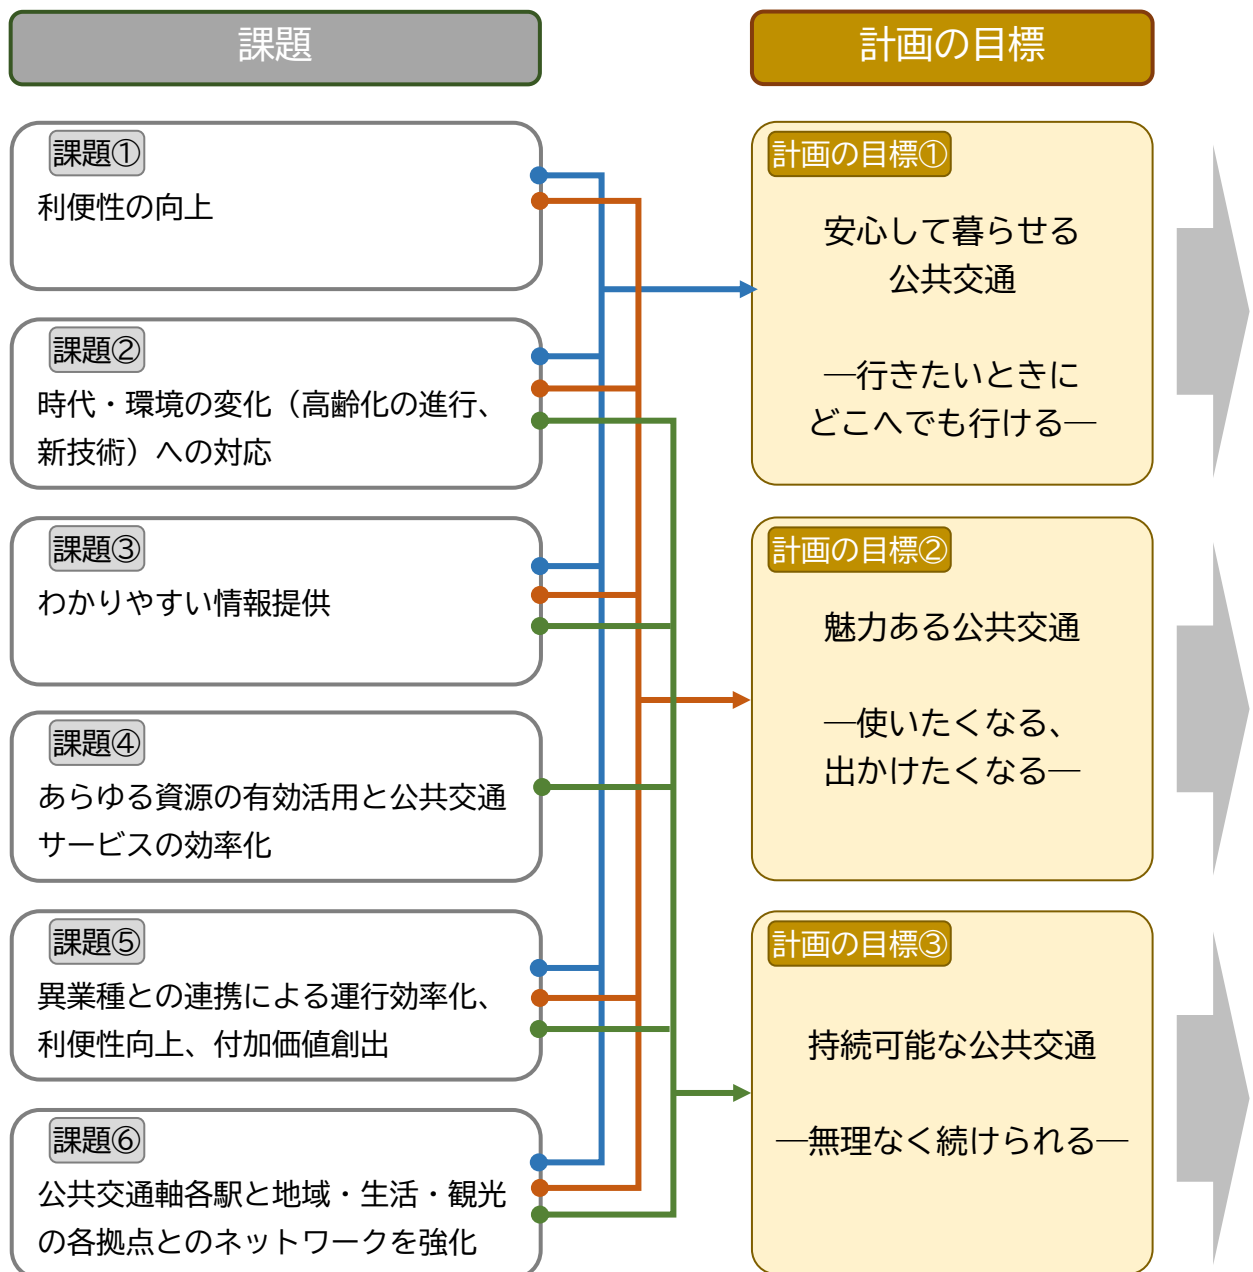 課題
計画の目標
課題①
利便性の向上
課題②
時代・環境の変化（高齢化の進行、
新技術）への対応
課題③
わかりやすい情報提供
課題④
あらゆる資源の有効活用と公共交通
サービスの効率化
課題⑤
異業種との連携による運行効率化、
利便性向上、付加価値創出
課題⑥
公共交通軸各駅と地域・生活・観光
の各拠点とのネットワークを強化
計画の目標①
安心して暮らせる
公共交通
―行きたいときに
どこへでも行ける―
計画の目標②
魅力ある公共交通
―使いたくなる、
出かけたくなる―
計画の目標③
持続可能な公共交通
―無理なく続けられる―